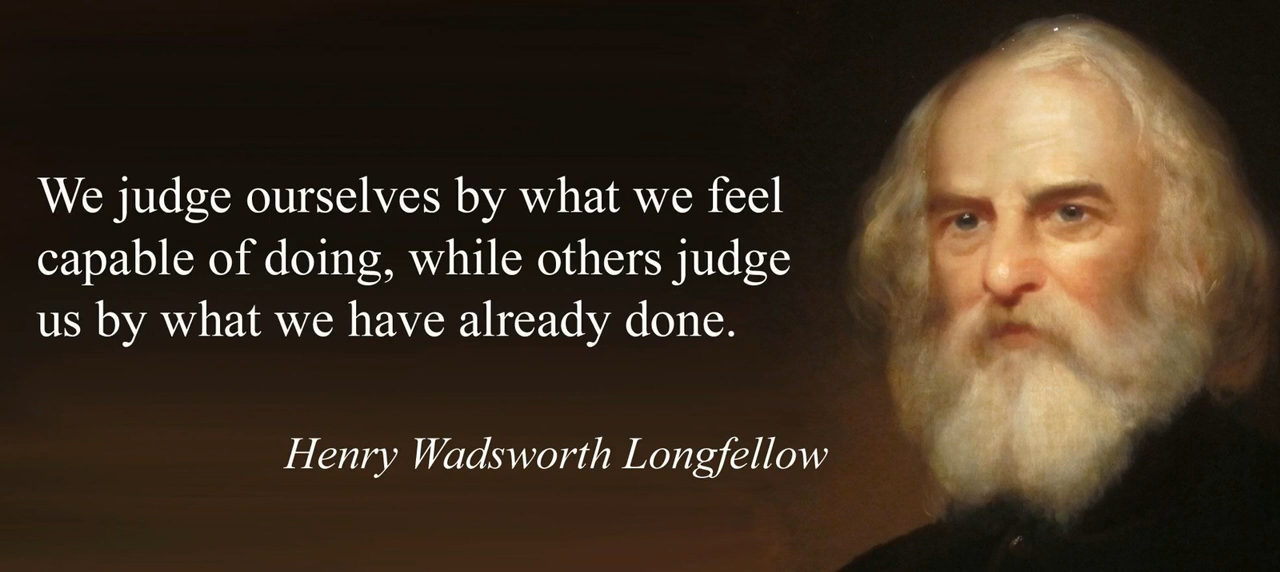 We judge ourselves by what we feel
capable of doing, while others judge
us by what we have already done.
Henry Wadsworth Longfellow